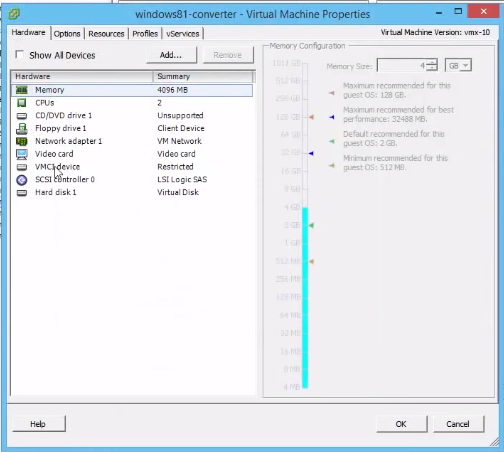 windows81-converter - Virtual Machine Properties
Hardware Options Resources Profiles vServices Virtual Machine Version: vmx-10
Show All Devices Add... Remove
Hardware Summary
Memory 4096 MB
CPUs 2
CD/DVD drive 1 Unsupported
Floppy drive 1 Client Device
Network adapter 1 VM Network
Video card Video card
VMCI device Restricted
SCSI controller 0 LSI Logic SAS
Hard disk 1 Virtual Disk
Memory Configuration
1011 GB
512 GB
256 GB
128 GB
64 GB
32 GB
16 GB
8 GB
4 GB
2 GB
1 GB
512 MB
256 MB
128 MB
64 MB
32 MB
16 MB
8 MB
4 MB
Memory Size: 4 GB
Maximum recommended for this
guest OS: 128 GB.
Maximum recommended for best
performance: 32488 MB.
Default recommended for this
guest OS: 2 GB.
Minimum recommended for this
guest OS: 512 MB.
Help OK Cancel